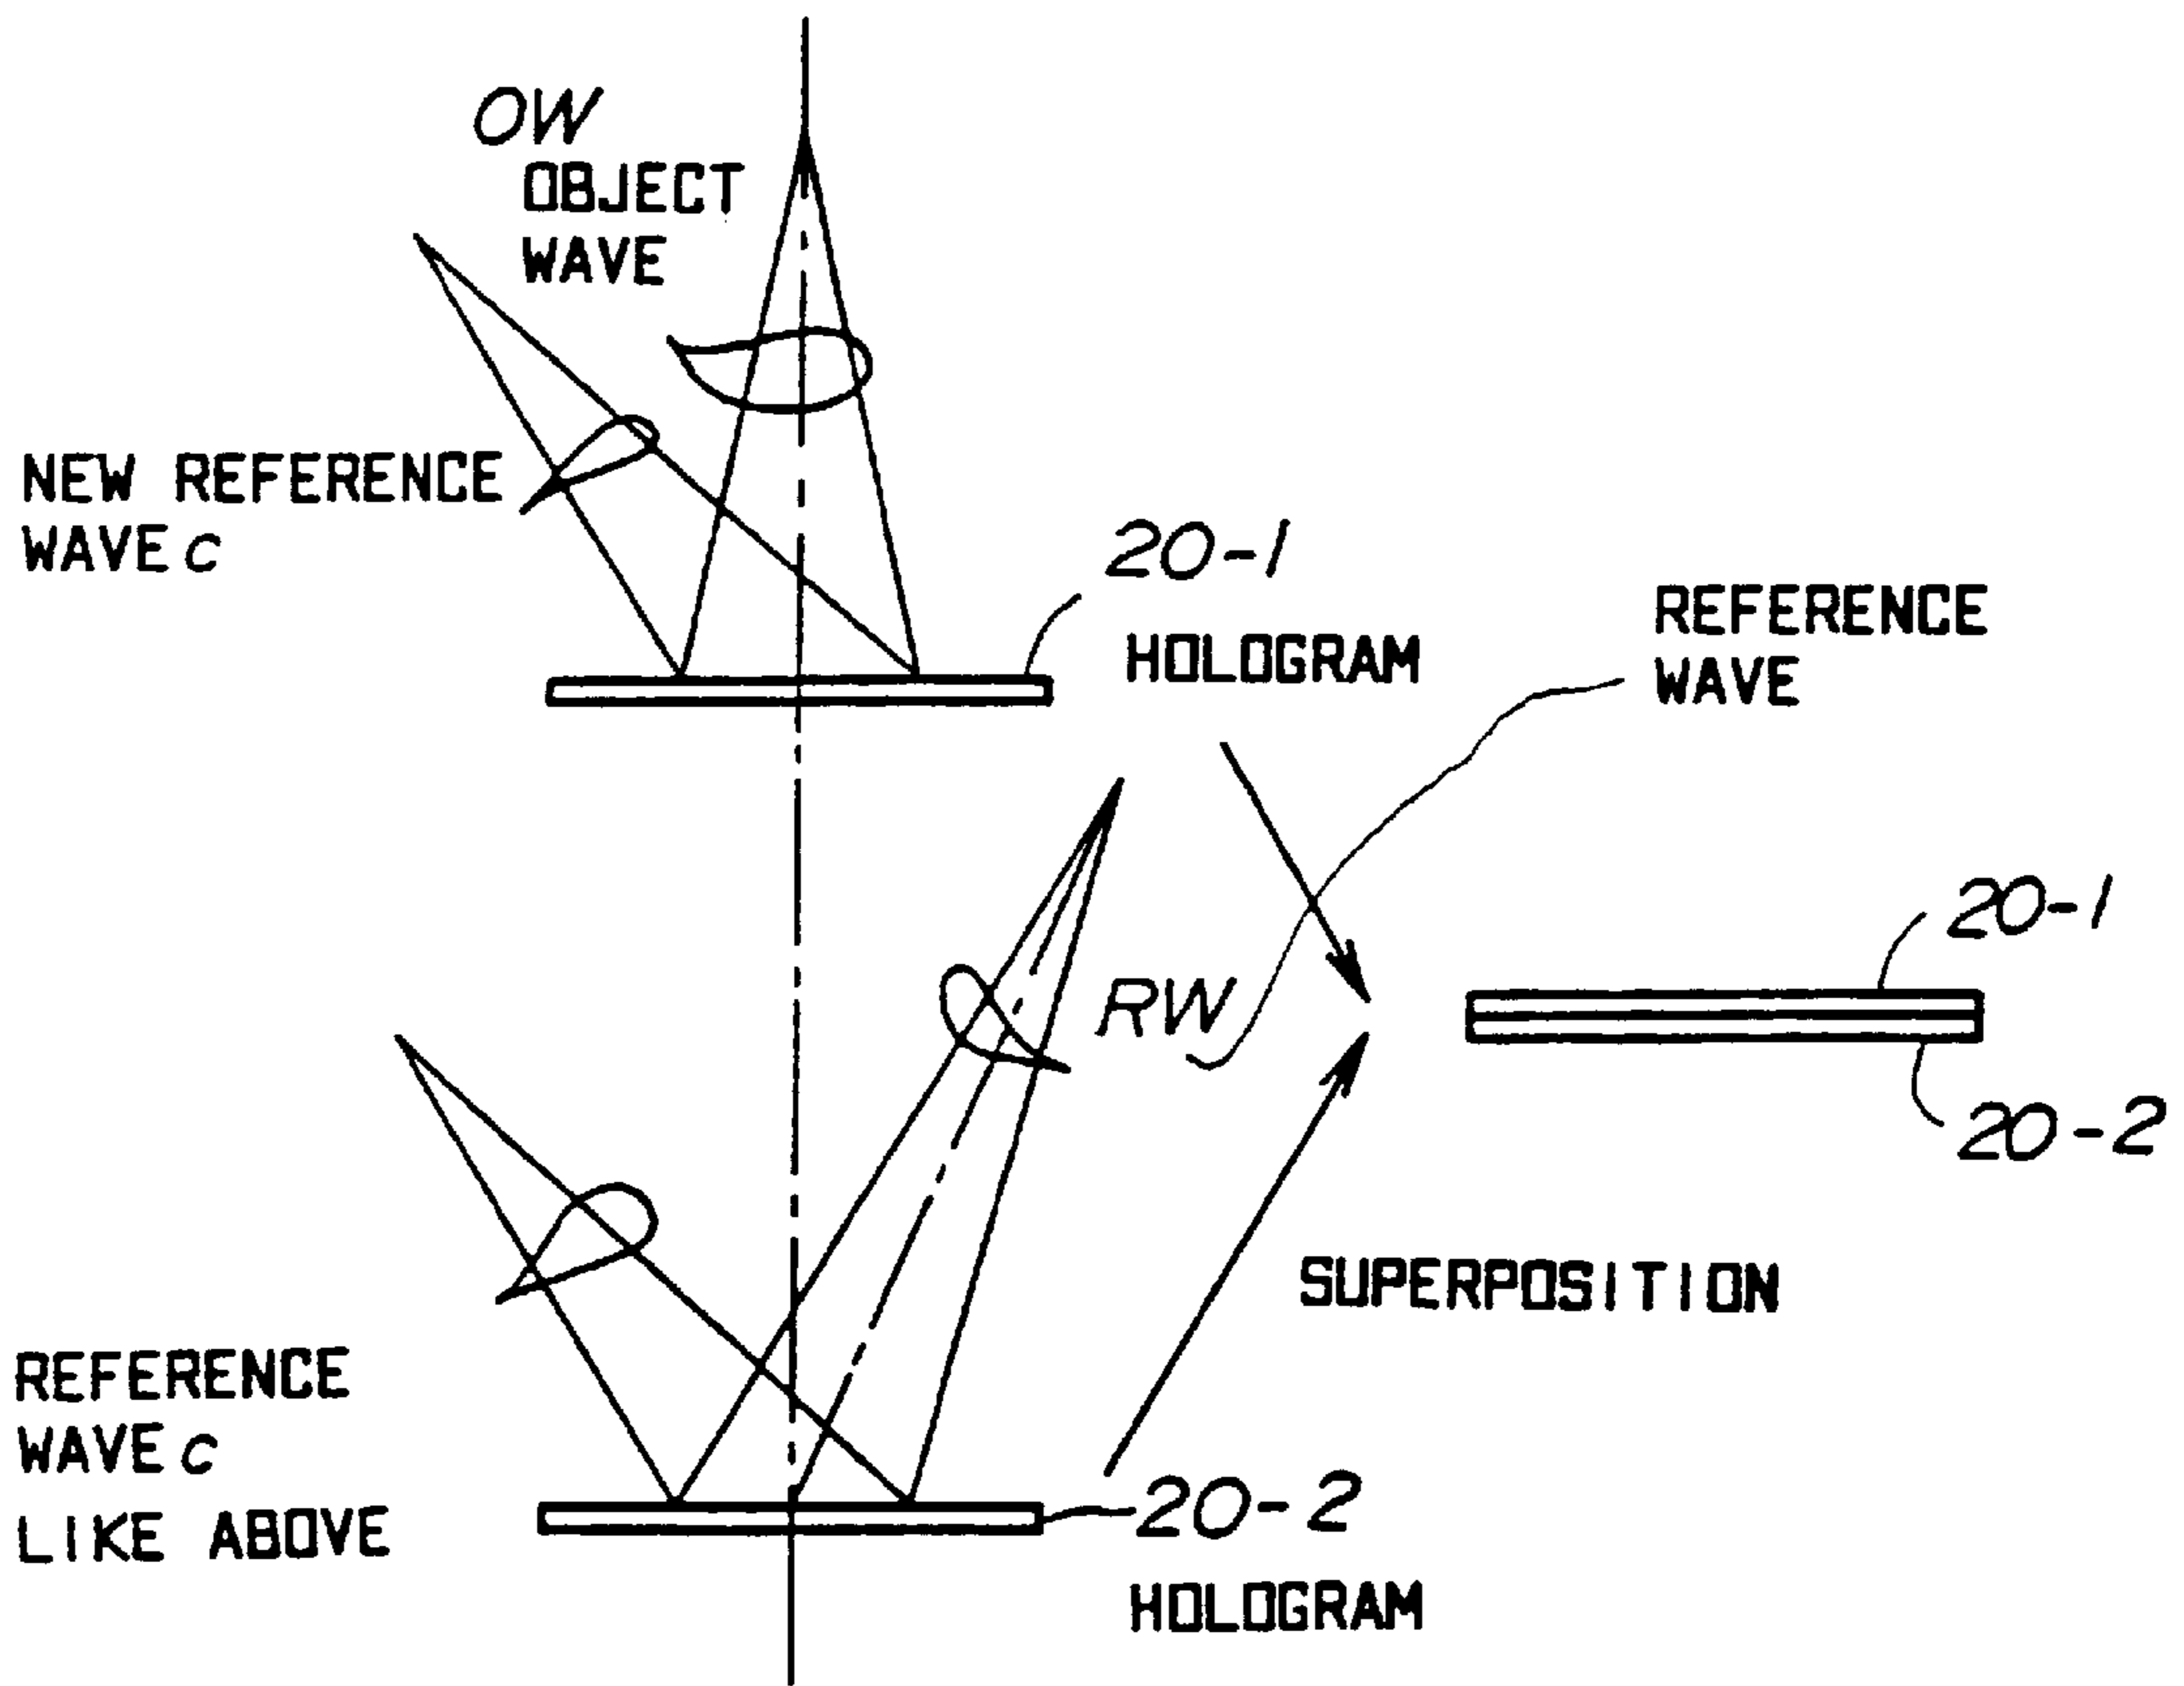 OW
OBJECT
WAVE
NEW REFERENCE
WAVE C
20-1
HOLOGRAM
REFERENCE
WAVE
RW
20-1
20-2
SUPERPOSITION
REFERENCE
WAVE C
LIKE ABOVE
20-2
HOLOGRAM